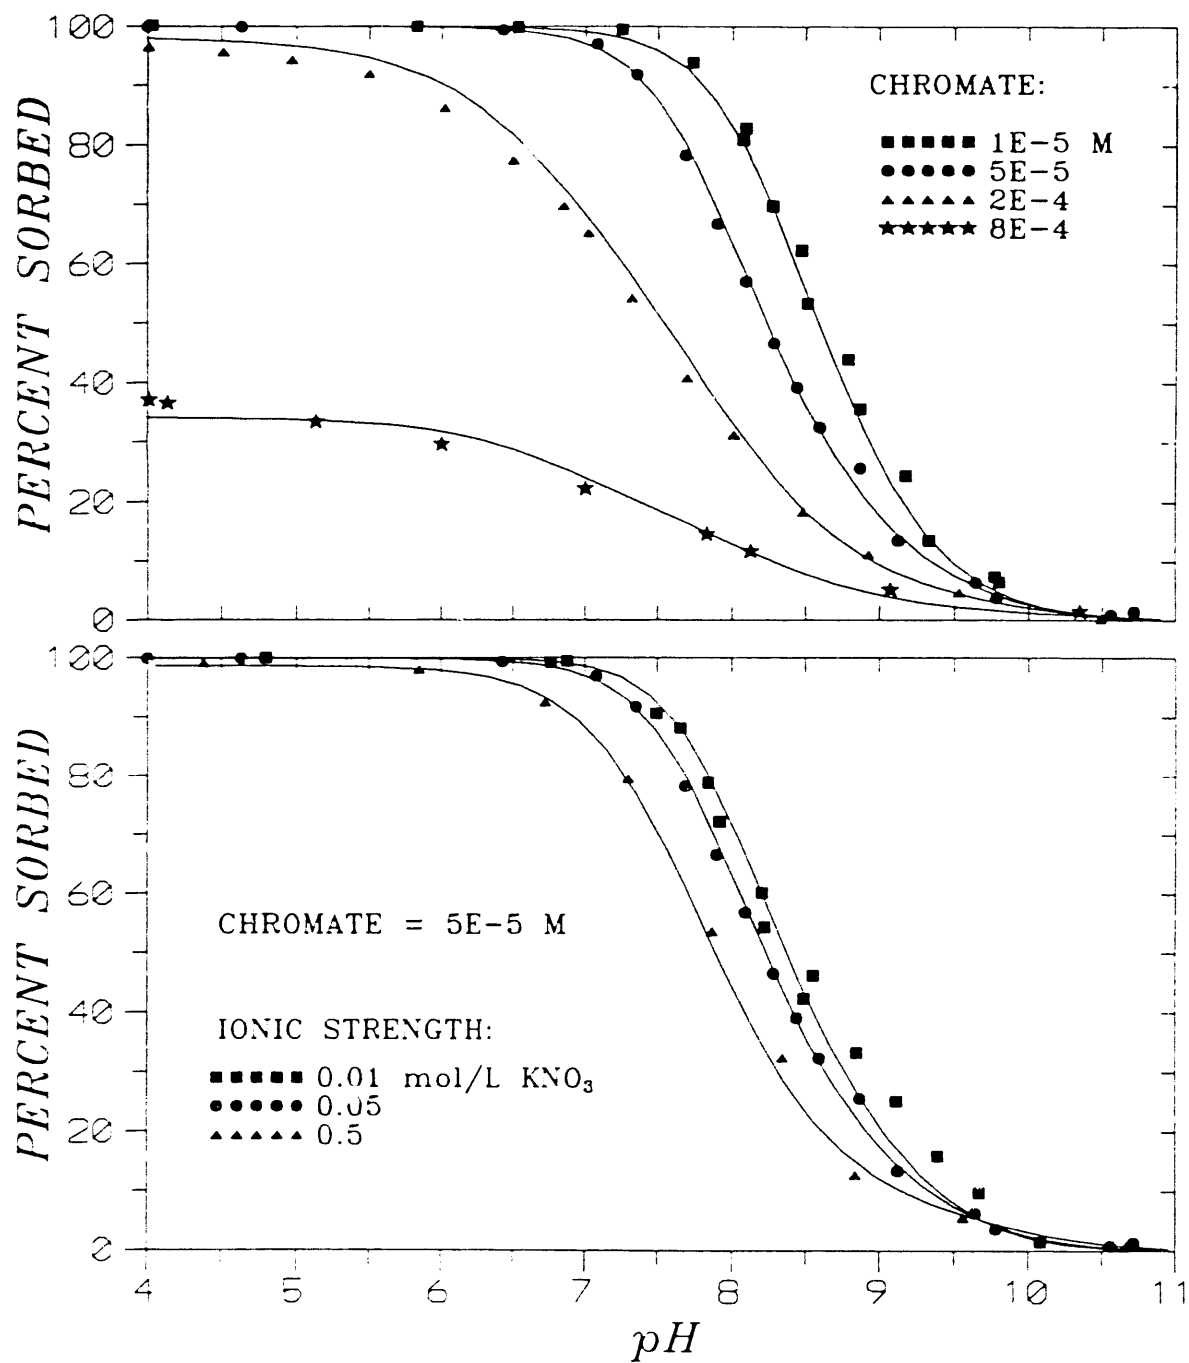 PERCENT SORBED
100
80
60
40
20
0
CHROMATE:
1E-5 M
5E-5
2E-4
8E-4
PERCENT SORBED
100
80
60
40
20
0
CHROMATE = 5E-5 M
IONIC STRENGTH:
0.01 mol/L KNO₃
0.05
0.5
4 5 6 7 8 9 10 11
pH